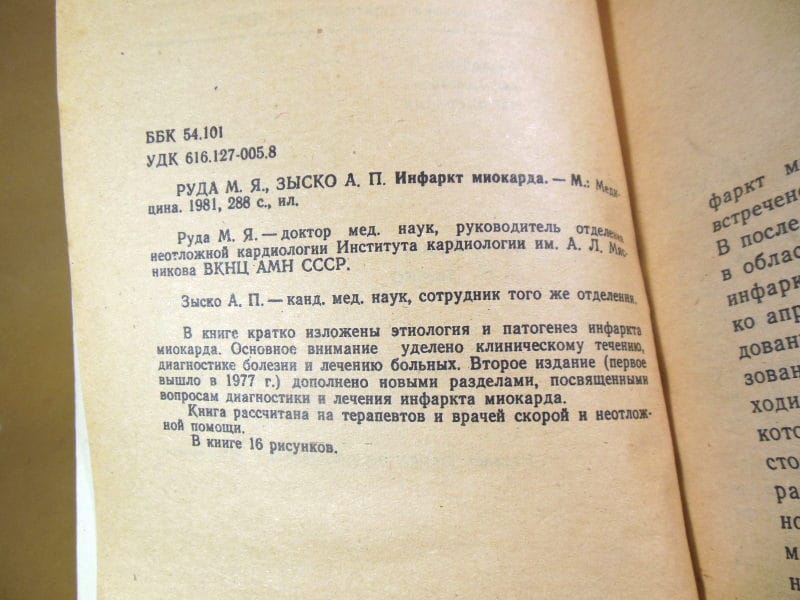 ББК 54.101
УДК 616.127-005.8
РУДА М. Я., ЗЫСКО А. П. Инфаркт миокарда. — М.: Меди-
цина. 1981, 288 с., ил.
Руда М. Я. — доктор мед. наук, руководитель отделения
неотложной кардиологии Института кардиологии им. А. Л. Мяс-
никова ВКНЦ АМН СССР.
Зыско А. П. — канд. мед. наук, сотрудник того же отделения.
В книге кратко изложены этиология и патогенез инфаркта
миокарда. Основное внимание уделено клиническому течению,
диагностике болезни и лечению больных. Второе издание (первое
вышло в 1977 г.) дополнено новыми разделами, посвященными
вопросам диагностики и лечения инфаркта миокарда.
Книга рассчитана на терапевтов и врачей скорой и неотлож-
ной помощи.
В книге 16 рисунков.
фаркт м
встречено
В после
в облас
инфарк
ко апр
дован
зован
ходи
кото
сто
ра
но
м
н